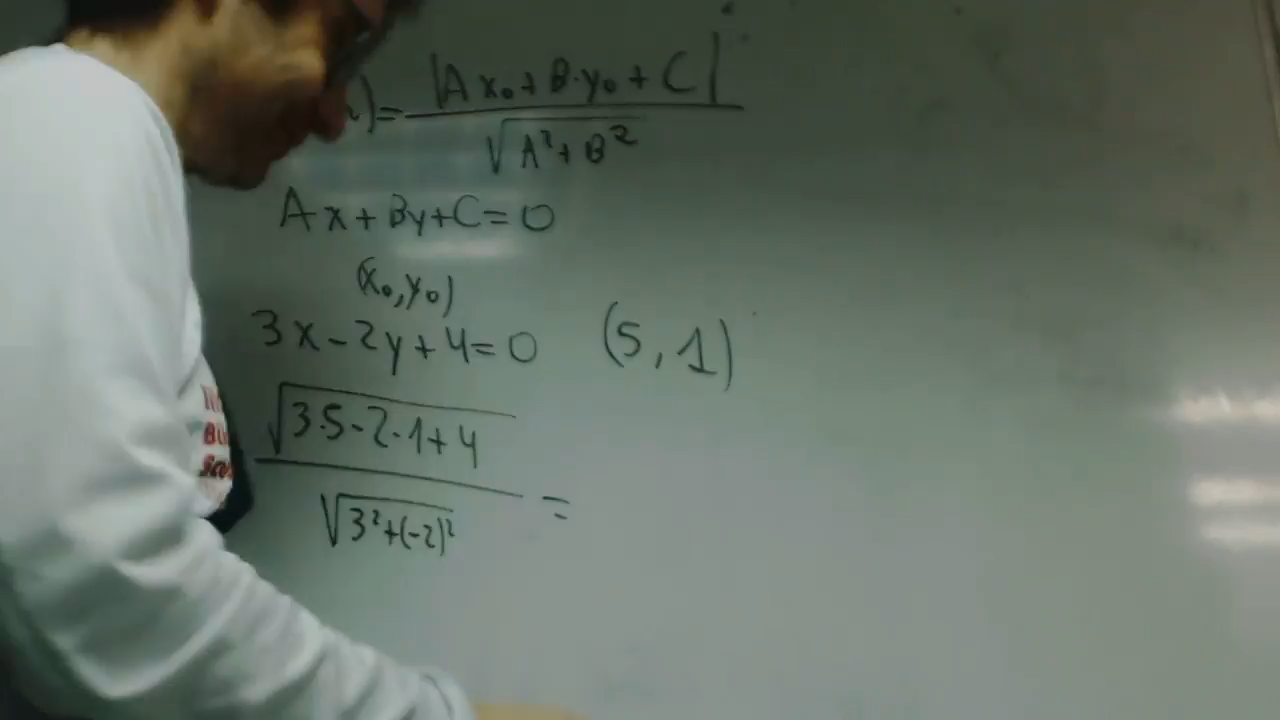 )= |Ax₀+B·y₀+C|
√A²+B²
Ax+By+C=0
(x₀,y₀)
3x-2y+4=0 (5,1)
√3·5-2·1+4
√3²+(-2)² =